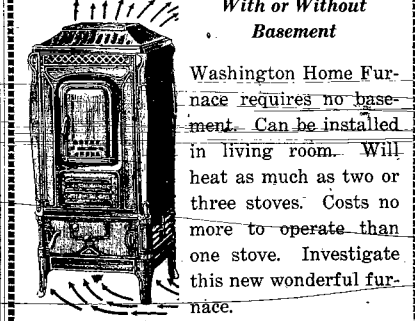 With or Without
Basement
Washington Home Fur-
nace requires no base-
ment. Can be installed
in living room. Will
heat as much as two or
three stoves. Costs no
more to operate than
one stove. Investigate
this new wonderful fur-
nace.